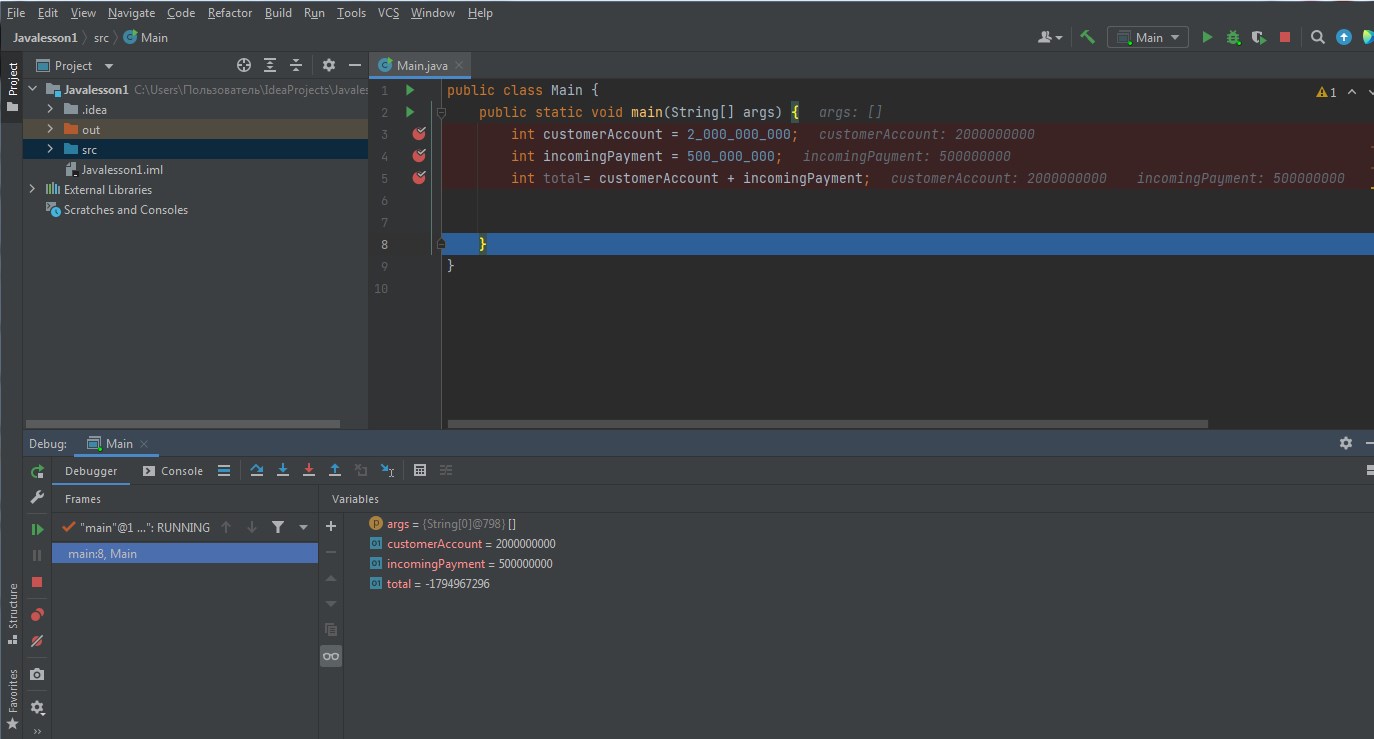 File Edit View Navigate Code Refactor Build Run Tools VCS Window Help
Javalesson1 src Main
Main
Project
Project
Main.java
Javalesson1 C:\Users\Пользователь\IdeaProjects\Javales
.idea
out
src
Javalesson1.iml
External Libraries
Scratches and Consoles
1 public class Main {
1
2 public static void main(String[] args) { args: []
3 int customerAccount = 2_000_000_000; customerAccount: 2000000000
4 int incomingPayment = 500_000_000; incomingPayment: 500000000
5 int total= customerAccount + incomingPayment; customerAccount: 2000000000 incomingPayment: 500000000
6
7
8 }
9 }
10
Debug: Main
Debugger Console
Frames
Variables
"main"@1 ...": RUNNING
main:8, Main
args = {String[0]@798} []
customerAccount = 2000000000
incomingPayment = 500000000
total = -1794967296
Structure
Favorites